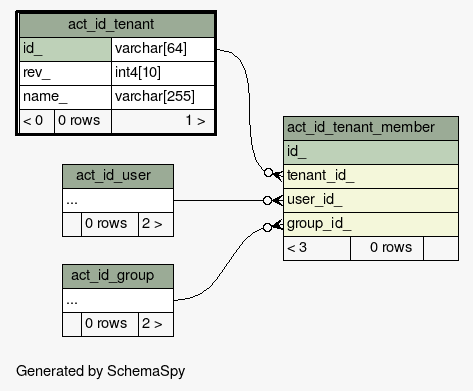 act_id_tenant
id_ varchar[64]
rev_ int4[10]
name_ varchar[255]
< 0 0 rows 1 >
act_id_tenant_member
id_
tenant_id_
user_id_
group_id_
< 3 0 rows
act_id_user
...
0 rows 2 >
act_id_group
...
0 rows 2 >
Generated by SchemaSpy